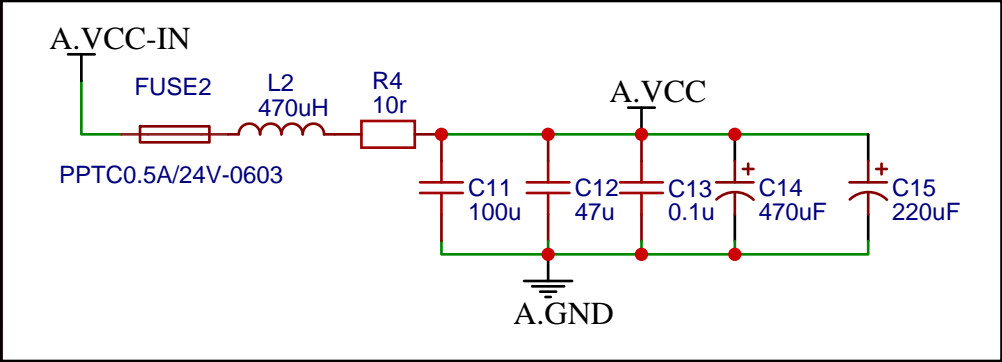 A.VCC-IN
FUSE2
L2
470uH
R4
10r
A.VCC
PPTC0.5A/24V-0603
C11
100u
C12
47u
C13
0.1u
+
C14
470uF
+
C15
220uF
A.GND